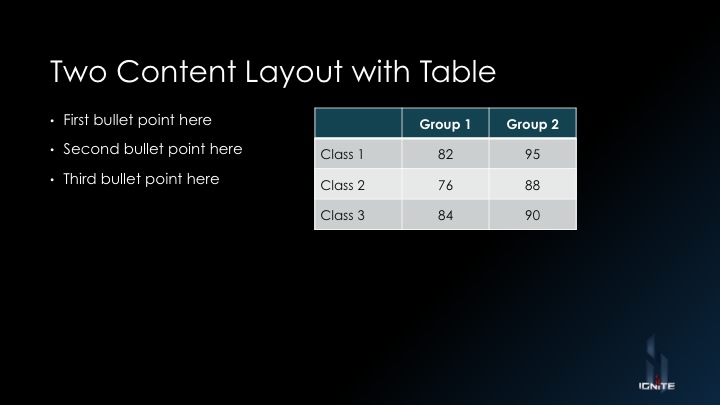 Two Content Layout with Table
• First bullet point here
• Second bullet point here
• Third bullet point here
Group 1 Group 2
Class 1 82 95
Class 2 76 88
Class 3 84 90
IGNITE